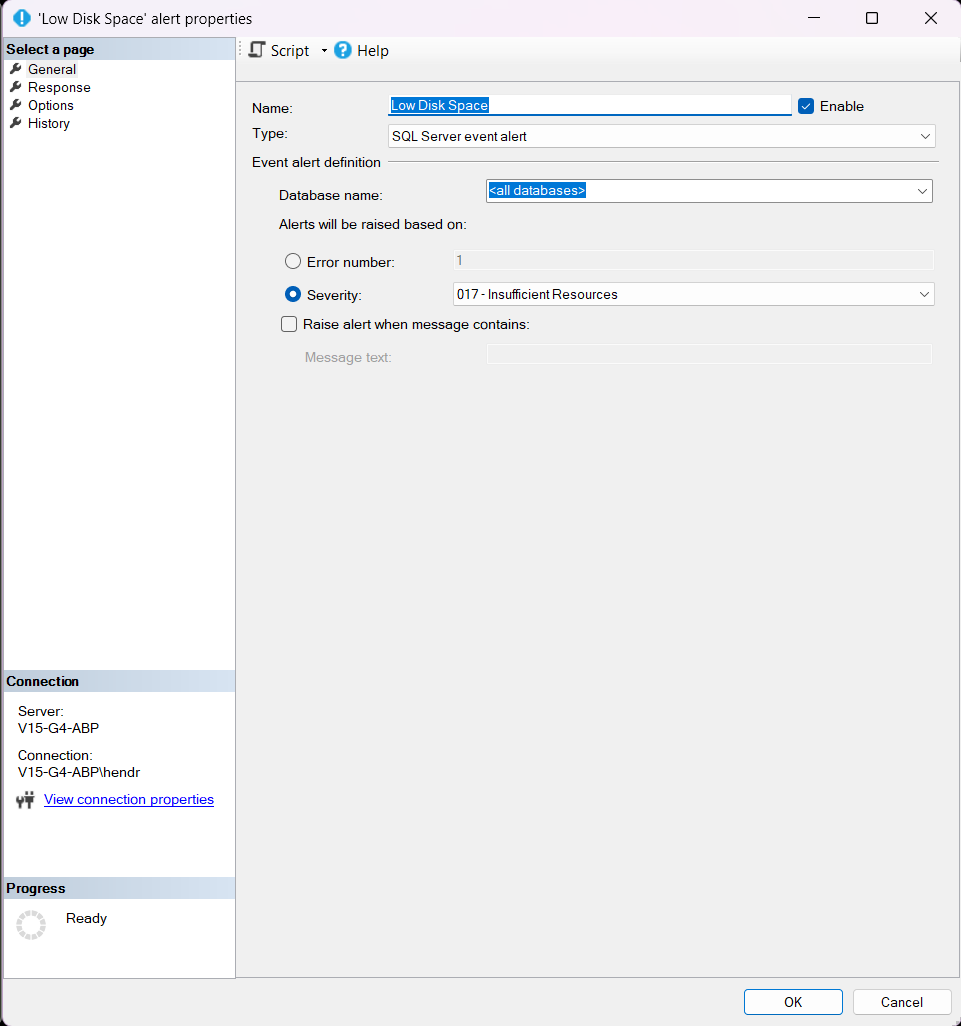 'Low Disk Space' alert properties
Select a page
General
Response
Options
History
Script
Help
Name:
Low Disk Space
Enable
Type:
SQL Server event alert
Event alert definition
Database name:
<all databases>
Alerts will be raised based on:
Error number:
1
Severity:
017 - Insufficient Resources
Raise alert when message contains:
Message text:
Connection
Server:
V15-G4-ABP
Connection:
V15-G4-ABP\hendr
View connection properties
Progress
Ready
OK
Cancel